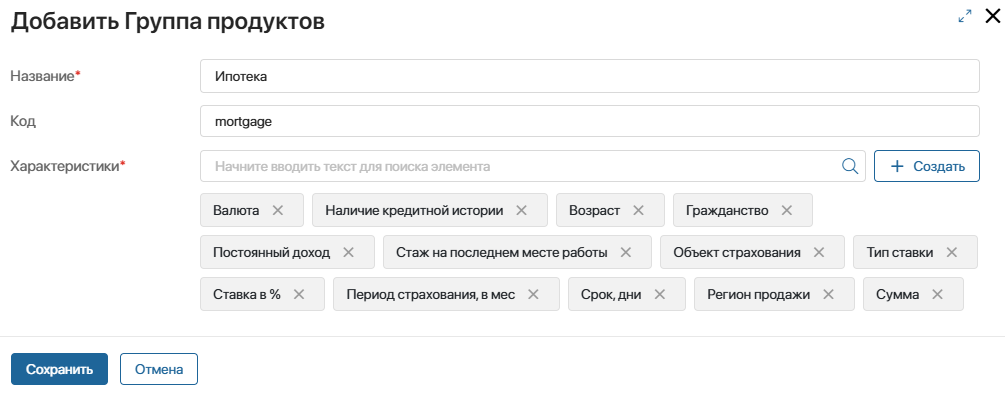 Добавить Группа продуктов
Название* Ипотека
Код mortgage
Характеристики* Начните вводить текст для поиска элемента Создать
Валюта Наличие кредитной истории Возраст Гражданство
Постоянный доход Стаж на последнем месте работы Объект страхования Тип ставки
Ставка в % Период страхования, в мес Срок, дни Регион продажи Сумма
Сохранить Отмена